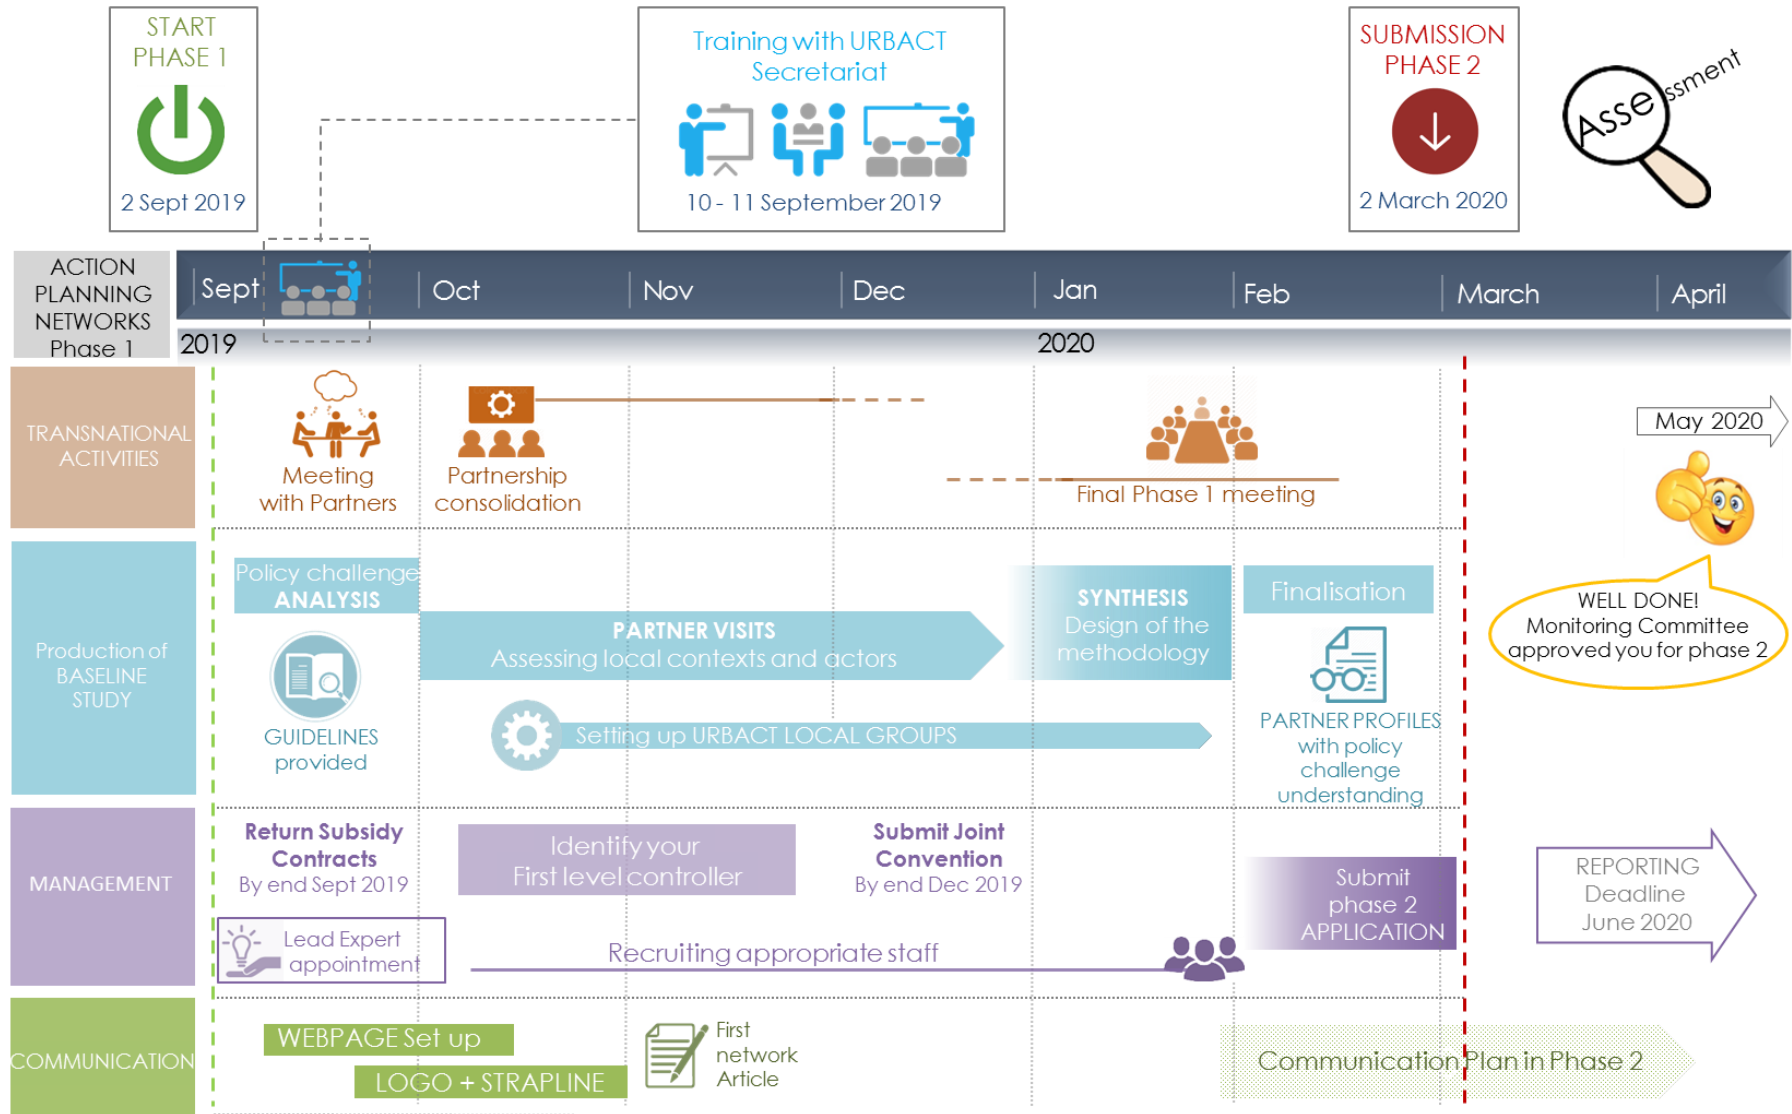 START
PHASE 1
2 Sept 2019
Training with URBACT
Secretariat
10 - 11 September 2019
SUBMISSION
PHASE 2
2 March 2020
Assessment
ACTION
PLANNING
NETWORKS
Phase 1
Sept
Oct
Nov
Dec
Jan
Feb
March
April
2019
2020
TRANSNATIONAL
ACTIVITIES
Meeting
with Partners
Partnership
consolidation
Final Phase 1 meeting
May 2020
Production of
BASELINE
STUDY
Policy challenge
ANALYSIS
GUIDELINES
provided
PARTNER VISITS
Assessing local contexts and actors
Setting up URBACT LOCAL GROUPS
SYNTHESIS
Design of the
methodology
Finalisation
PARTNER PROFILES
with policy
challenge
understanding
WELL DONE!
Monitoring Committee
approved you for phase 2
MANAGEMENT
Return Subsidy
Contracts
By end Sept 2019
Identify your
First level controller
Submit Joint
Convention
By end Dec 2019
Submit
phase 2
APPLICATION
REPORTING
Deadline
June 2020
Lead Expert
appointment
Recruiting appropriate staff
COMMUNICATION
WEBPAGE Set up
LOGO + STRAPLINE
First
network
Article
Communication Plan in Phase 2